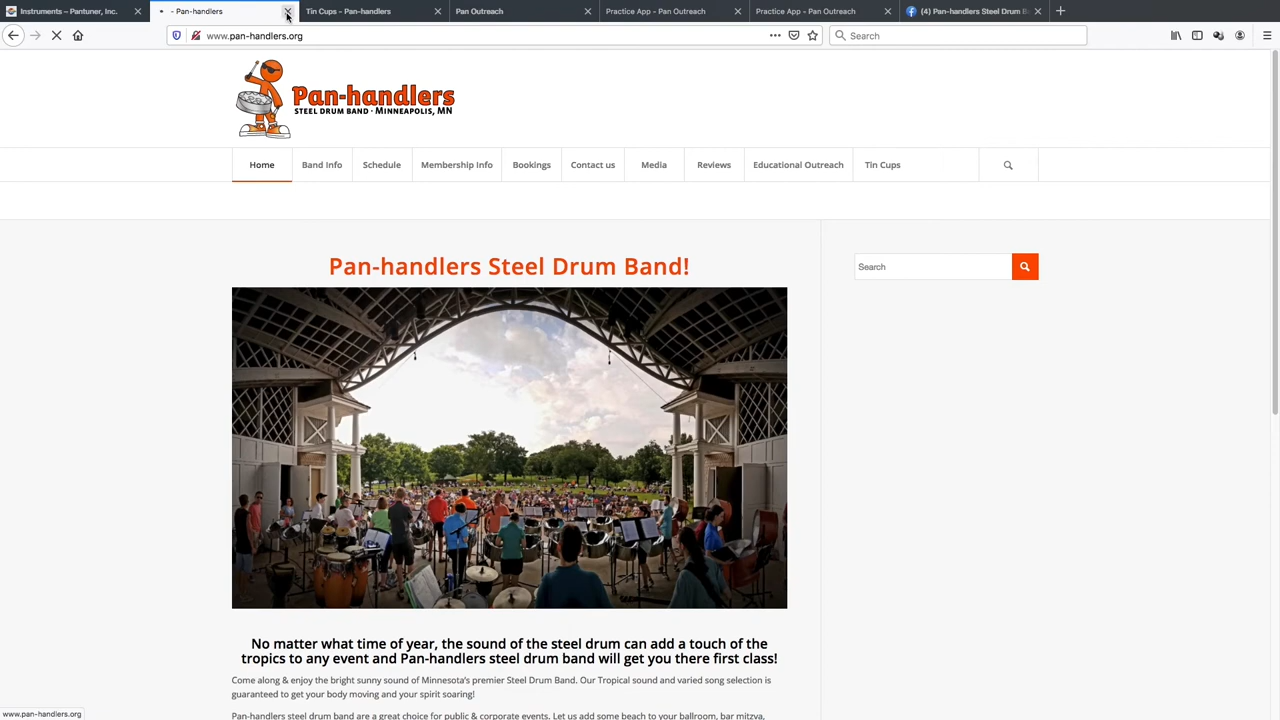 Instruments – Pantuner, Inc.
- Pan-handlers
Tin Cups - Pan-handlers
Pan Outreach
Practice App - Pan Outreach
Practice App - Pan Outreach
(4) Pan-handlers Steel Drum B
www.pan-handlers.org
Search
Pan-handlers
STEEL DRUM BAND · MINNEAPOLIS, MN
Home
Band Info
Schedule
Membership Info
Bookings
Contact us
Media
Reviews
Educational Outreach
Tin Cups
Pan-handlers Steel Drum Band!
Search
No matter what time of year, the sound of the steel drum can add a touch of the
tropics to any event and Pan-handlers steel drum band will get you there first class!
Come along & enjoy the bright sunny sound of Minnesota's premier Steel Drum Band. Our Tropical sound and varied song selection is
guaranteed to get your body moving and your spirit soaring!
Pan-handlers steel drum band are a great choice for public & corporate events. Let us add some beach to your ballroom, bar mitzva,
www.pan-handlers.org